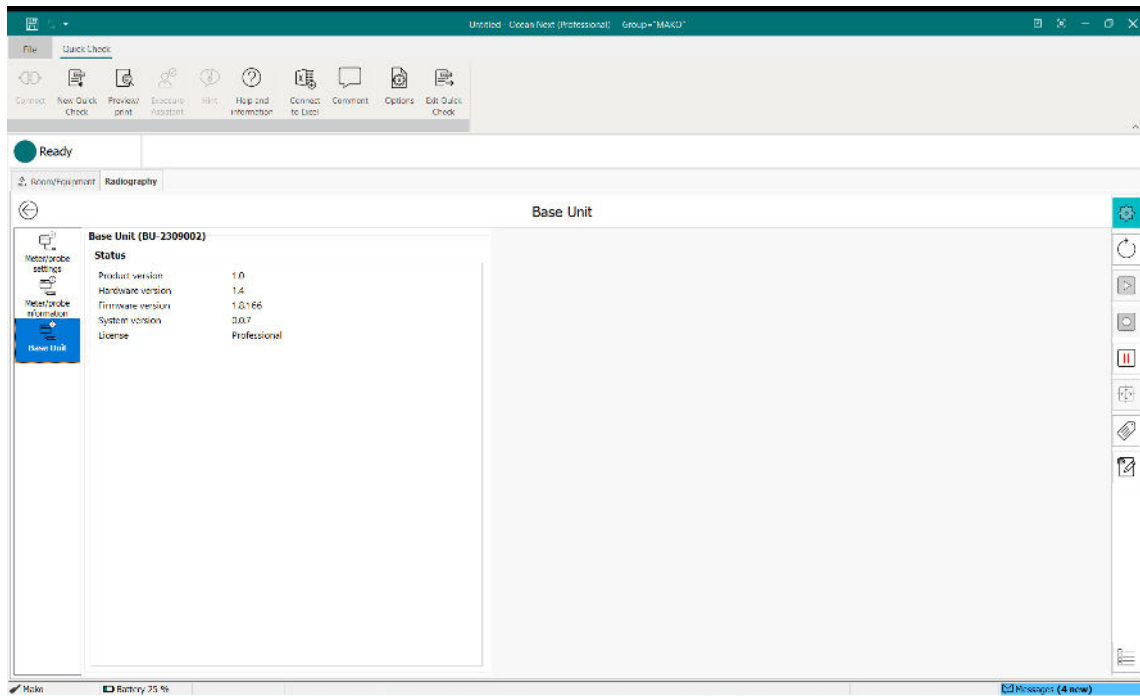 Untitled - Ocean Next (Professional) Group="MAKO"
File Quick Check
Connect
New Quick Check
Preview/ print
Exposure Assistant
Hint
Help and information
Connect to Excel
Comment
Options
Exit Quick Check
Ready
Room/Equipment Radiography
Base Unit
Meter/probe settings
Meter/probe information
Base Unit
Base Unit (BU-2309002)
Status
Product version 1.0
Hardware version 1.4
Firmware version 1.8.166
System version 0.0.7
License Professional
Mako Battery 25 % Messages (4 new)